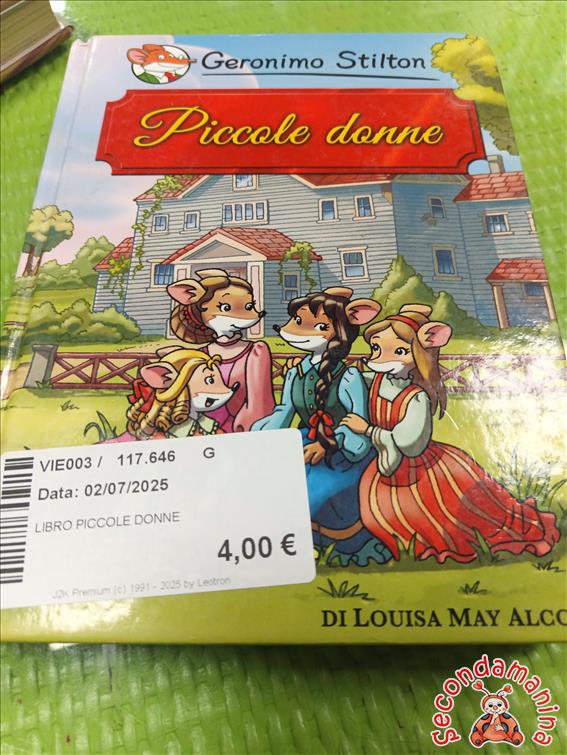 Geronimo Stilton
Piccole donne
VIE003 / 117.646 G
Data: 02/07/2025
LIBRO PICCOLE DONNE
4,00 €
J2K Premium (c) 1991 - 2025 by Leotron
DI LOUISA MAY ALCO
Secondamanina